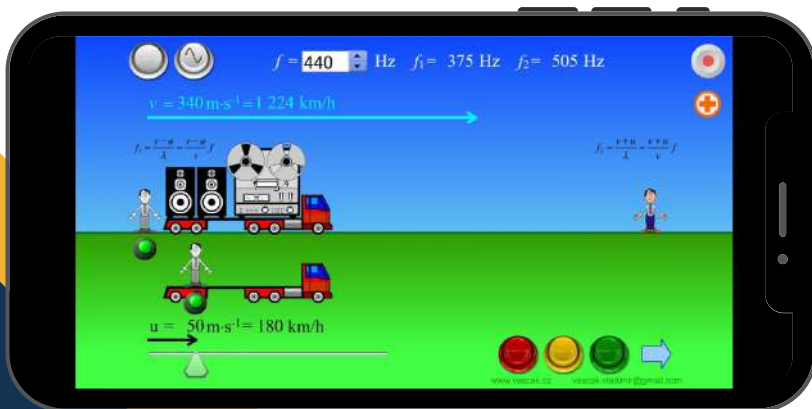 f = 440 Hz f₁ = 375 Hz f₂ = 505 Hz
v = 340 m·s⁻¹ = 1 224 km/h
u = 50 m·s⁻¹ = 180 km/h
www.vascak.cz vascak.vladimir@gmail.com